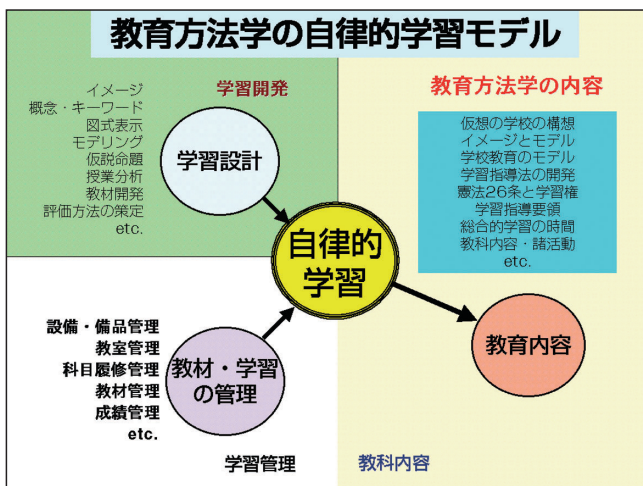 教育方法学の自律的学習モデル
学習開発
イメージ
概念・キーワード
図式表示
モデリング
仮説命題
授業分析
教材開発
評価方法の策定
etc.
学習設計
教育方法学の内容
仮想の学校の構想
イメージとモデル
学校教育のモデル
学習指導法の開発
憲法26条と学習権
学習指導要領
総合的学習の時間
教科内容・諸活動
etc.
自律的
学習
教育内容
設備・備品管理
教室管理
科目履修管理
教材管理
成績管理
etc.
教材・学習
の管理
学習管理
教科内容